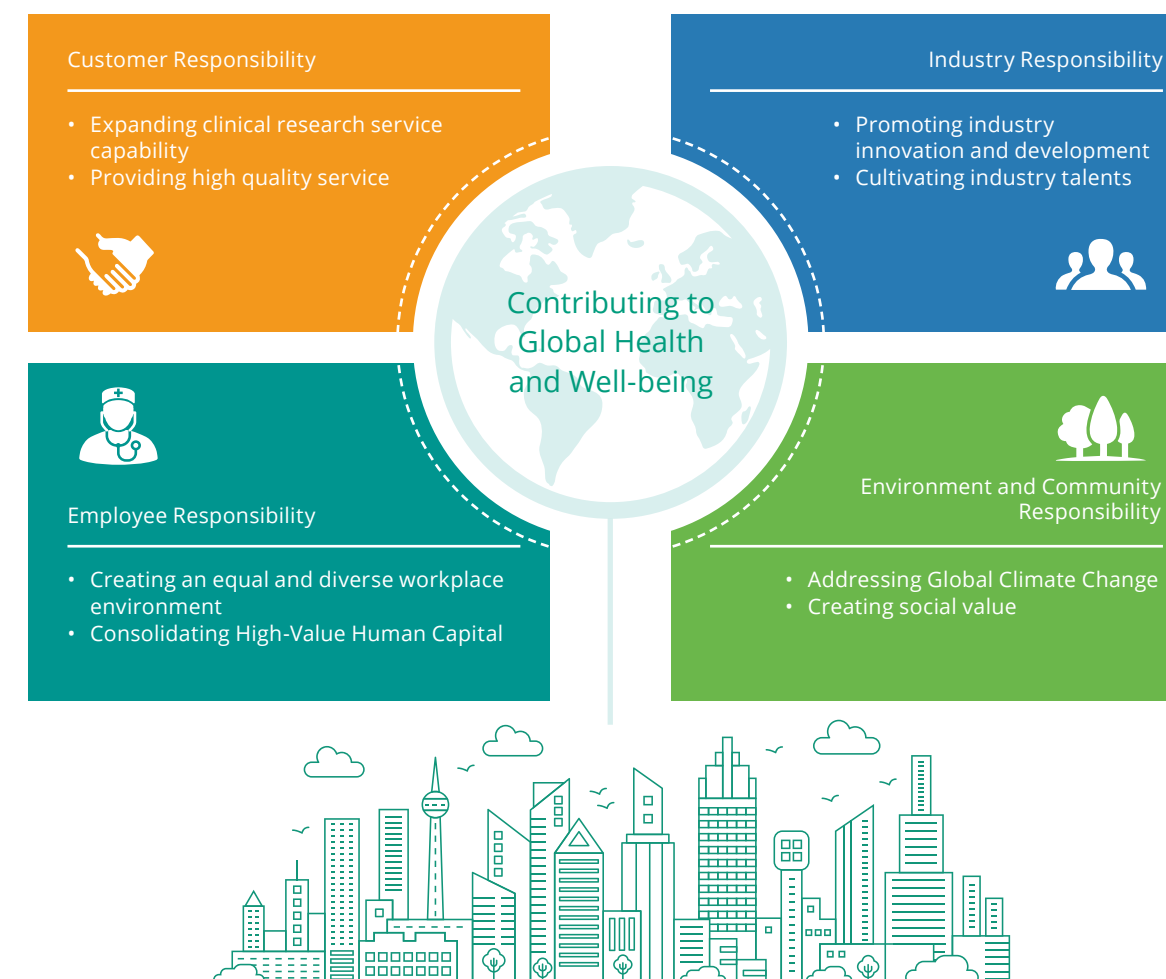 Customer Responsibility
• Expanding clinical research service
capability
• Providing high quality service
Industry Responsibility
• Promoting industry
innovation and development
• Cultivating industry talents
Contributing to
Global Health
and Well-being
Employee Responsibility
• Creating an equal and diverse workplace
environment
• Consolidating High-Value Human Capital
Environment and Community
Responsibility
• Addressing Global Climate Change
• Creating social value